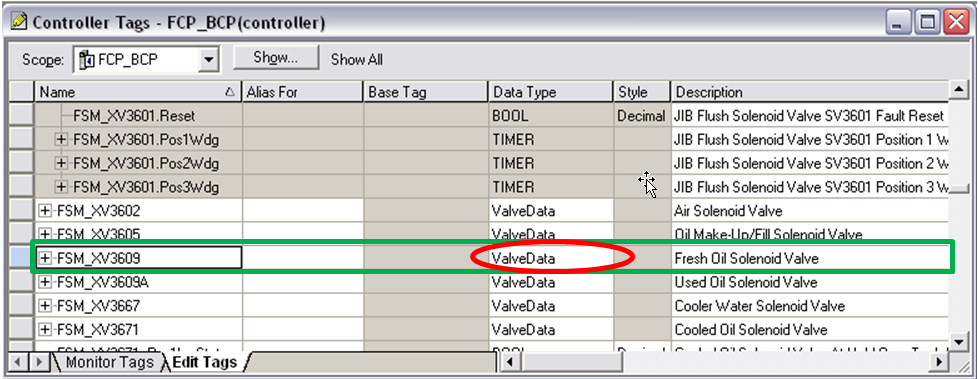 Controller Tags - FCP_BCP(controller)
Scope: FCP_BCP Show... Show All
Name Alias For Base Tag Data Type Style Description
FSM_XV3601.Reset BOOL Decimal JIB Flush Solenoid Valve SV3601 Fault Reset
FSM_XV3601.Pos1Wdg TIMER JIB Flush Solenoid Valve SV3601 Position 1 W
FSM_XV3601.Pos2Wdg TIMER JIB Flush Solenoid Valve SV3601 Position 2 W
FSM_XV3601.Pos3Wdg TIMER JIB Flush Solenoid Valve SV3601 Position 3 W
FSM_XV3602 ValveData Air Solenoid Valve
FSM_XV3605 ValveData Oil Make-Up/Fill Solenoid Valve
FSM_XV3609 ValveData Fresh Oil Solenoid Valve
FSM_XV3609A ValveData Used Oil Solenoid Valve
FSM_XV3667 ValveData Cooler Water Solenoid Valve
FSM_XV3671 ValveData Cooled Oil Solenoid Valve
Monitor Tags Edit Tags